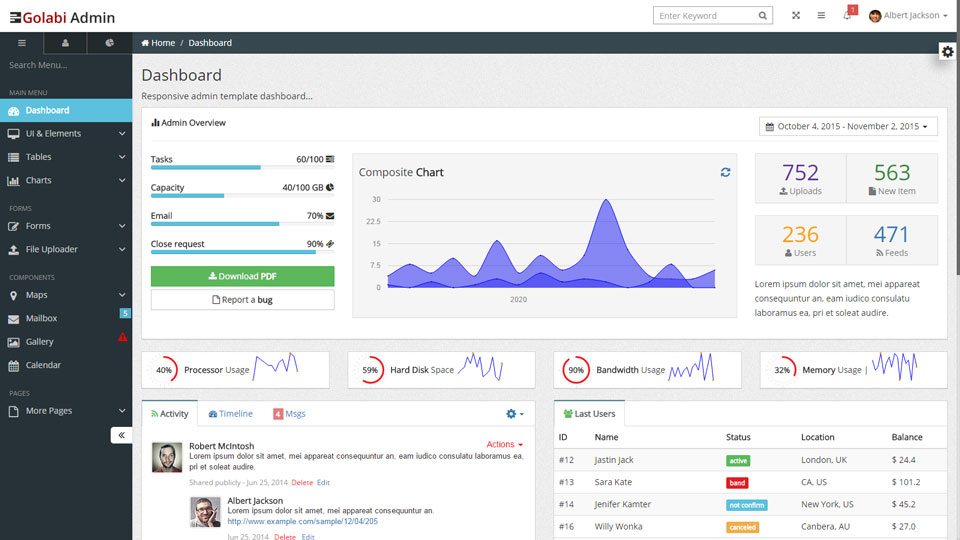 Golabi Admin
Enter Keyword
1
Albert Jackson
Home / Dashboard
Search Menu...
MAIN MENU
Dashboard
UI & Elements
Tables
Charts
FORMS
Forms
File Uploader
COMPONENTS
Maps
Mailbox
5
Gallery
Calendar
PAGES
More Pages
Dashboard
Responsive admin template dashboard...
Admin Overview
October 4, 2015 - November 2, 2015
Tasks 60/100
Capacity 40/100 GB
Email 70%
Close request 90%
Download PDF
Report a bug
Composite Chart
30
22.5
15
7.5
0
2020
752
Uploads
563
New Item
236
Users
471
Feeds
Lorem ipsum dolor sit amet, mei appareat
consequuntur an, eam iudico consulatu
laboramus ea, pri et soleat audire.
40% Processor Usage
59% Hard Disk Space
90% Bandwidth Usage
32% Memory Usage |
Activity
Timeline
4 Msgs
Robert McIntosh
Actions
Lorem ipsum dolor sit amet, mei appareat consequuntur an, eam iudico consulatu laboramus ea,
pri et soleat audire.
Shared publicly - Jun 25, 2014 Delete Edit
Albert Jackson
Lorem ipsum dolor sit amet, mei appareat consequuntur an.
http://www.example.com/sample/12/04/205
Jun 25, 2014 Delete Edit
Last Users
ID Name Status Location Balance
#12 Jastin Jack active London, UK $ 24.4
#13 Sara Kate band CA, US $ 101.2
#14 Jenifer Kamter not confirm New York, US $ 45.2
#16 Willy Wonka canceled Canbera, AU $ 27.0